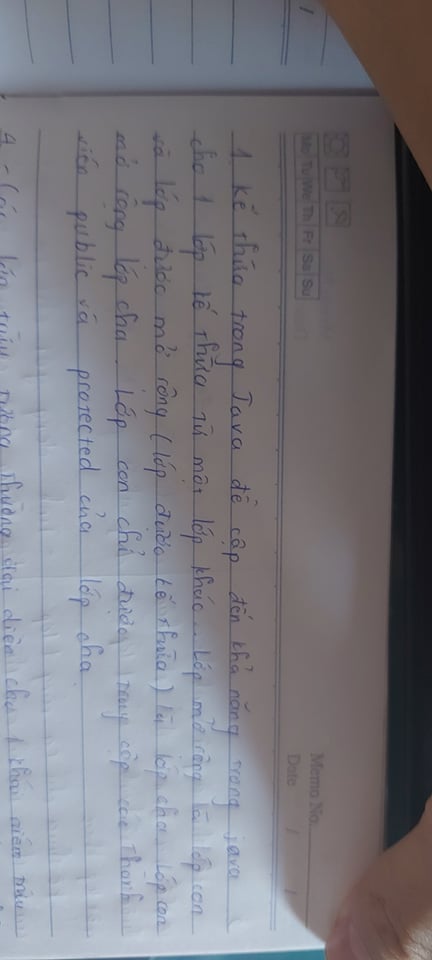 Memo No.
Mo Tu We Th Fr Sa Su
Date / /
/
1. Kế thừa trong Java đề cập đến khả năng trong java
cho 1 lớp kế thừa từ một lớp khác. Lớp mở rộng là lớp con
và lớp được mở rộng (lớp được kế thừa) là lớp cha. Lớp con
mở rộng lớp cha. Lớp con chỉ được truy cập các thành
viên public và protected của lớp cha
4 - Các lớp trừu tượng thường đại diện cho 1 khái niệm